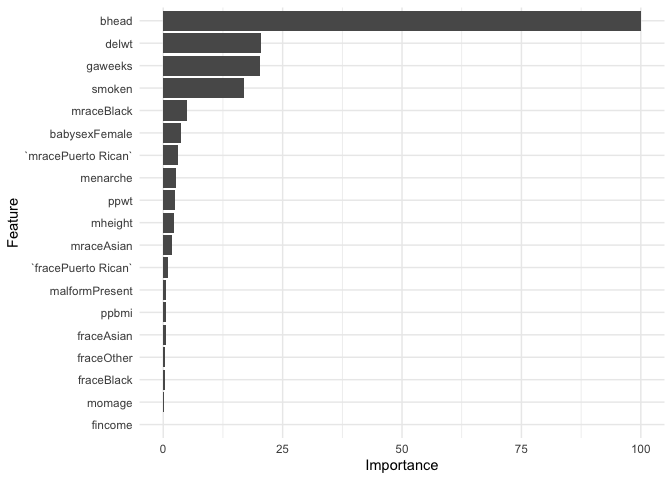 bhead
delwt
gaweeks
smoken
mraceBlack
babysexFemale
`mracePuerto Rican`
menarche
ppwt
mheight
mraceAsian
`fracePuerto Rican`
malformPresent
ppbmi
fraceAsian
fraceOther
fraceBlack
momage
fincome
Feature
0 25 50 75 100
Importance